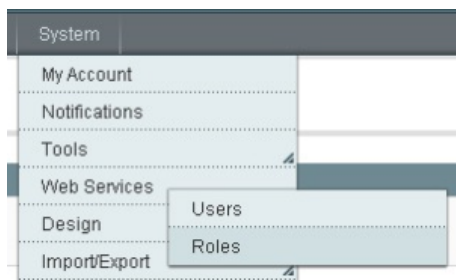 System
My Account
Notifications
Tools
Web Services
Users
Design
Roles
Import/Export